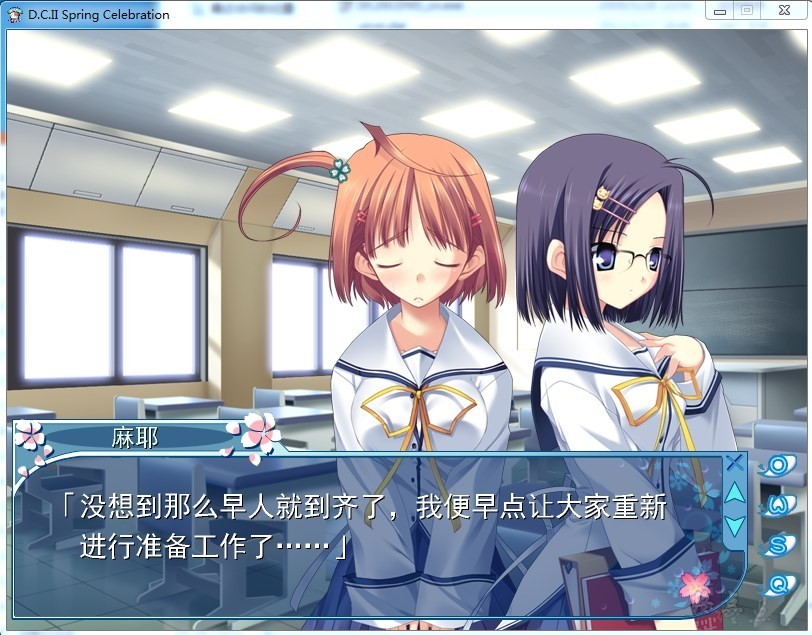 D.C.II Spring Celebration
麻耶
「没想到那么早人就到齐了，我便早点让大家重新
进行准备工作了……」
O
W
S
Q